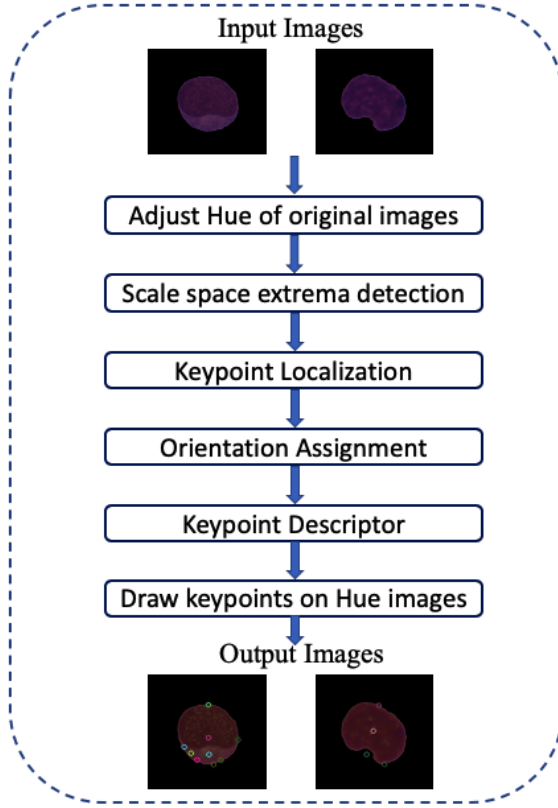 Input Images
Adjust Hue of original images
Scale space extrema detection
Keypoint Localization
Orientation Assignment
Keypoint Descriptor
Draw keypoints on Hue images
Output Images